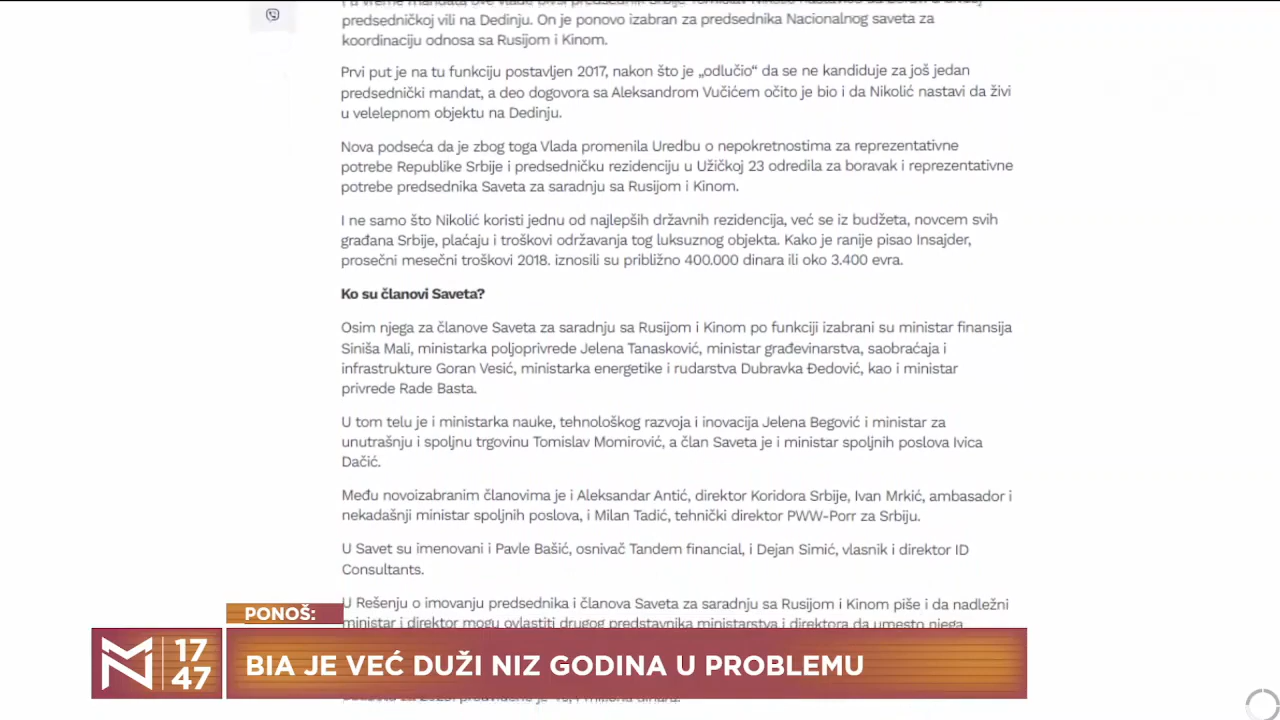 predsedničkoj vili na Dedinju. On je ponovo izabran za predsednika Nacionalnog saveta za
koordinaciju odnosa sa Rusijom i Kinom.
Prvi put je na tu funkciju postavljen 2017, nakon što je „odlučio“ da se ne kandiduje za još jedan
predsednički mandat, a deo dogovora sa Aleksandrom Vučićem očito je bio i da Nikolić nastavi da živi
u velelepnom objektu na Dedinju.
Nova podseća da je zbog toga Vlada promenila Uredbu o nepokretnostima za reprezentativne
potrebe Republike Srbije i predsedničku rezidenciju u Užičkoj 23 odredila za boravak i reprezentativne
potrebe predsednika Saveta za saradnju sa Rusijom i Kinom.
I ne samo što Nikolić koristi jednu od najlepših državnih rezidencija, već se iz budžeta, novcem svih
građana Srbije, plaćaju i troškovi održavanja tog luksuznog objekta. Kako je ranije pisao Insajder,
prosečni mesečni troškovi 2018. iznosili su približno 400.000 dinara ili oko 3.400 evra.
Ko su članovi Saveta?
Osim njega za članove Saveta za saradnju sa Rusijom i Kinom po funkciji izabrani su ministar finansija
Siniša Mali, ministarka poljoprivrede Jelena Tanasković, ministar građevinarstva, saobraćaja i
infrastrukture Goran Vesić, ministarka energetike i rudarstva Dubravka Đedović, kao i ministar
privrede Rade Basta.
U tom telu je i ministarka nauke, tehnološkog razvoja i inovacija Jelena Begović i ministar za
unutrašnju i spoljnu trgovinu Tomislav Momirović, a član Saveta je i ministar spoljnih poslova Ivica
Dačić.
Među novoizabranim članovima je i Aleksandar Antić, direktor Koridora Srbije, Ivan Mrkić, ambasador i
nekadašnji ministar spoljnih poslova, i Milan Tadić, tehnički direktor PWW-Porr za Srbiju.
U Savet su imenovani i Pavle Bašić, osnivač Tandem financial, i Dejan Simić, vlasnik i direktor ID
Consultants.
U Rešenju o imovanju predsednika i članova Saveta za saradnju sa Rusijom i Kinom piše i da nadležni
ministar i direktor mogu ovlastiti drugog predstavnika ministarstva i direktora da umesto njega
PONOŠ:
17
47
BIA JE VEĆ DUŽI NIZ GODINA U PROBLEMU